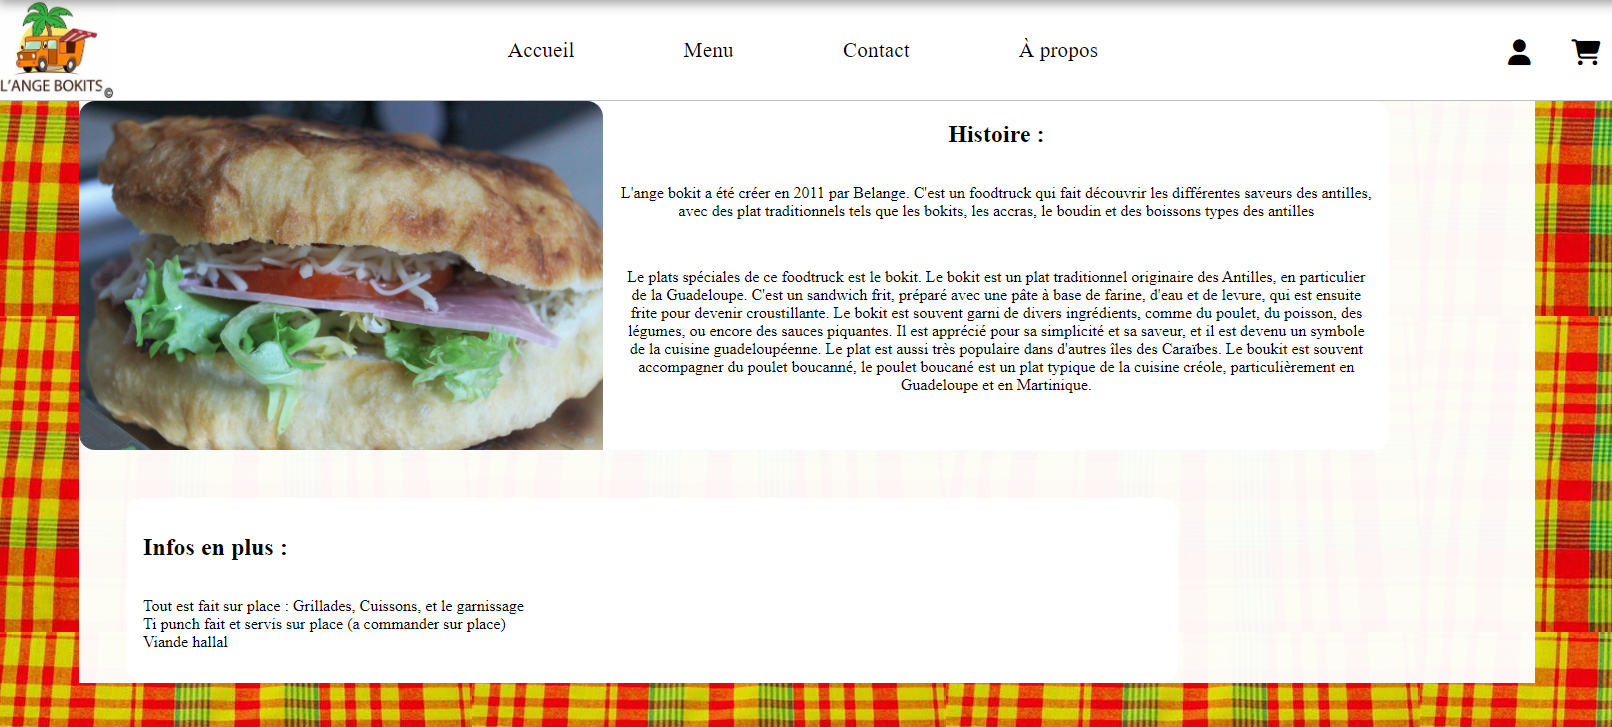 L'ANGE BOKITS©
Accueil
Menu
Contact
À propos
Histoire :
L'ange bokit a été créer en 2011 par Belange. C'est un foodtruck qui fait découvrir les différentes saveurs des antilles,
avec des plat traditionnels tels que les bokits, les accras, le boudin et des boissons types des antilles
Le plats spéciales de ce foodtruck est le bokit. Le bokit est un plat traditionnel originaire des Antilles, en particulier
de la Guadeloupe. C'est un sandwich frit, préparé avec une pâte à base de farine, d'eau et de levure, qui est ensuite
frite pour devenir croustillante. Le bokit est souvent garni de divers ingrédients, comme du poulet, du poisson, des
légumes, ou encore des sauces piquantes. Il est apprécié pour sa simplicité et sa saveur, et il est devenu un symbole
de la cuisine guadeloupéenne. Le plat est aussi très populaire dans d'autres îles des Caraïbes. Le boukit est souvent
accompagner du poulet boucanné, le poulet boucané est un plat typique de la cuisine créole, particulièrement en
Guadeloupe et en Martinique.
Infos en plus :
Tout est fait sur place : Grillades, Cuissons, et le garnissage
Ti punch fait et servis sur place (a commander sur place)
Viande hallal